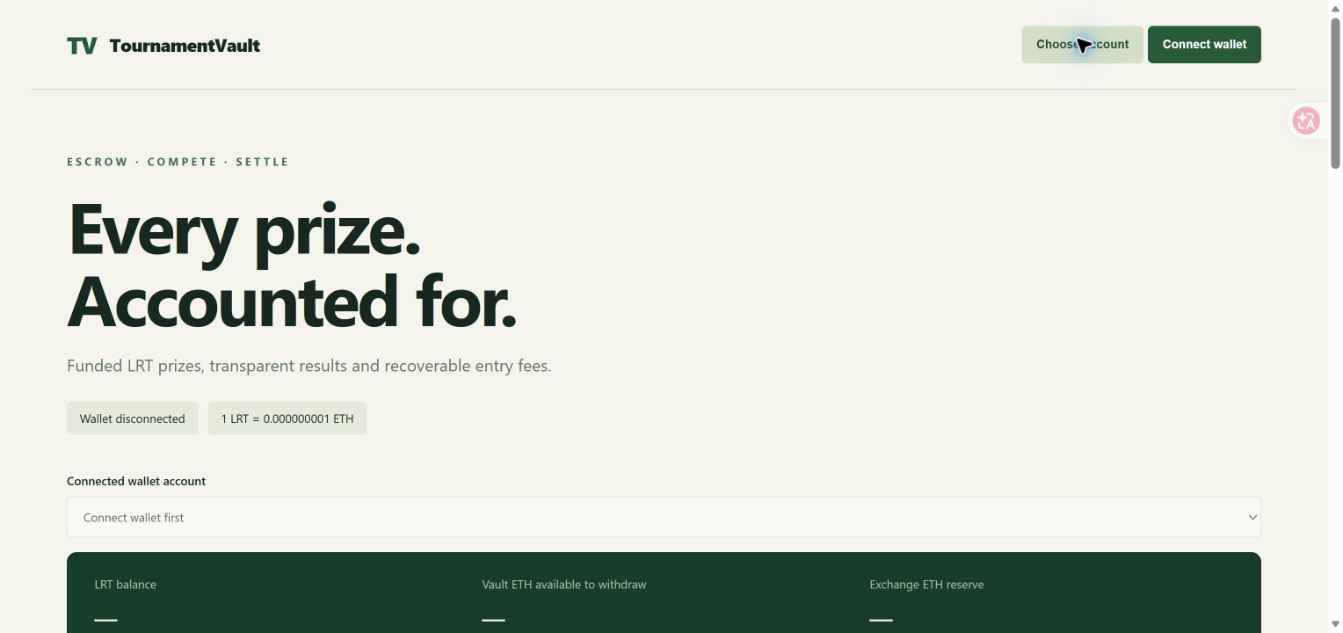 TV TournamentVault
Choose account Connect wallet
ESCROW · COMPETE · SETTLE
Every prize.
Accounted for.
Funded LRT prizes, transparent results and recoverable entry fees.
Wallet disconnected 1 LRT = 0.000000001 ETH
Connected wallet account
Connect wallet first
LRT balance Vault ETH available to withdraw Exchange ETH reserve
— — —